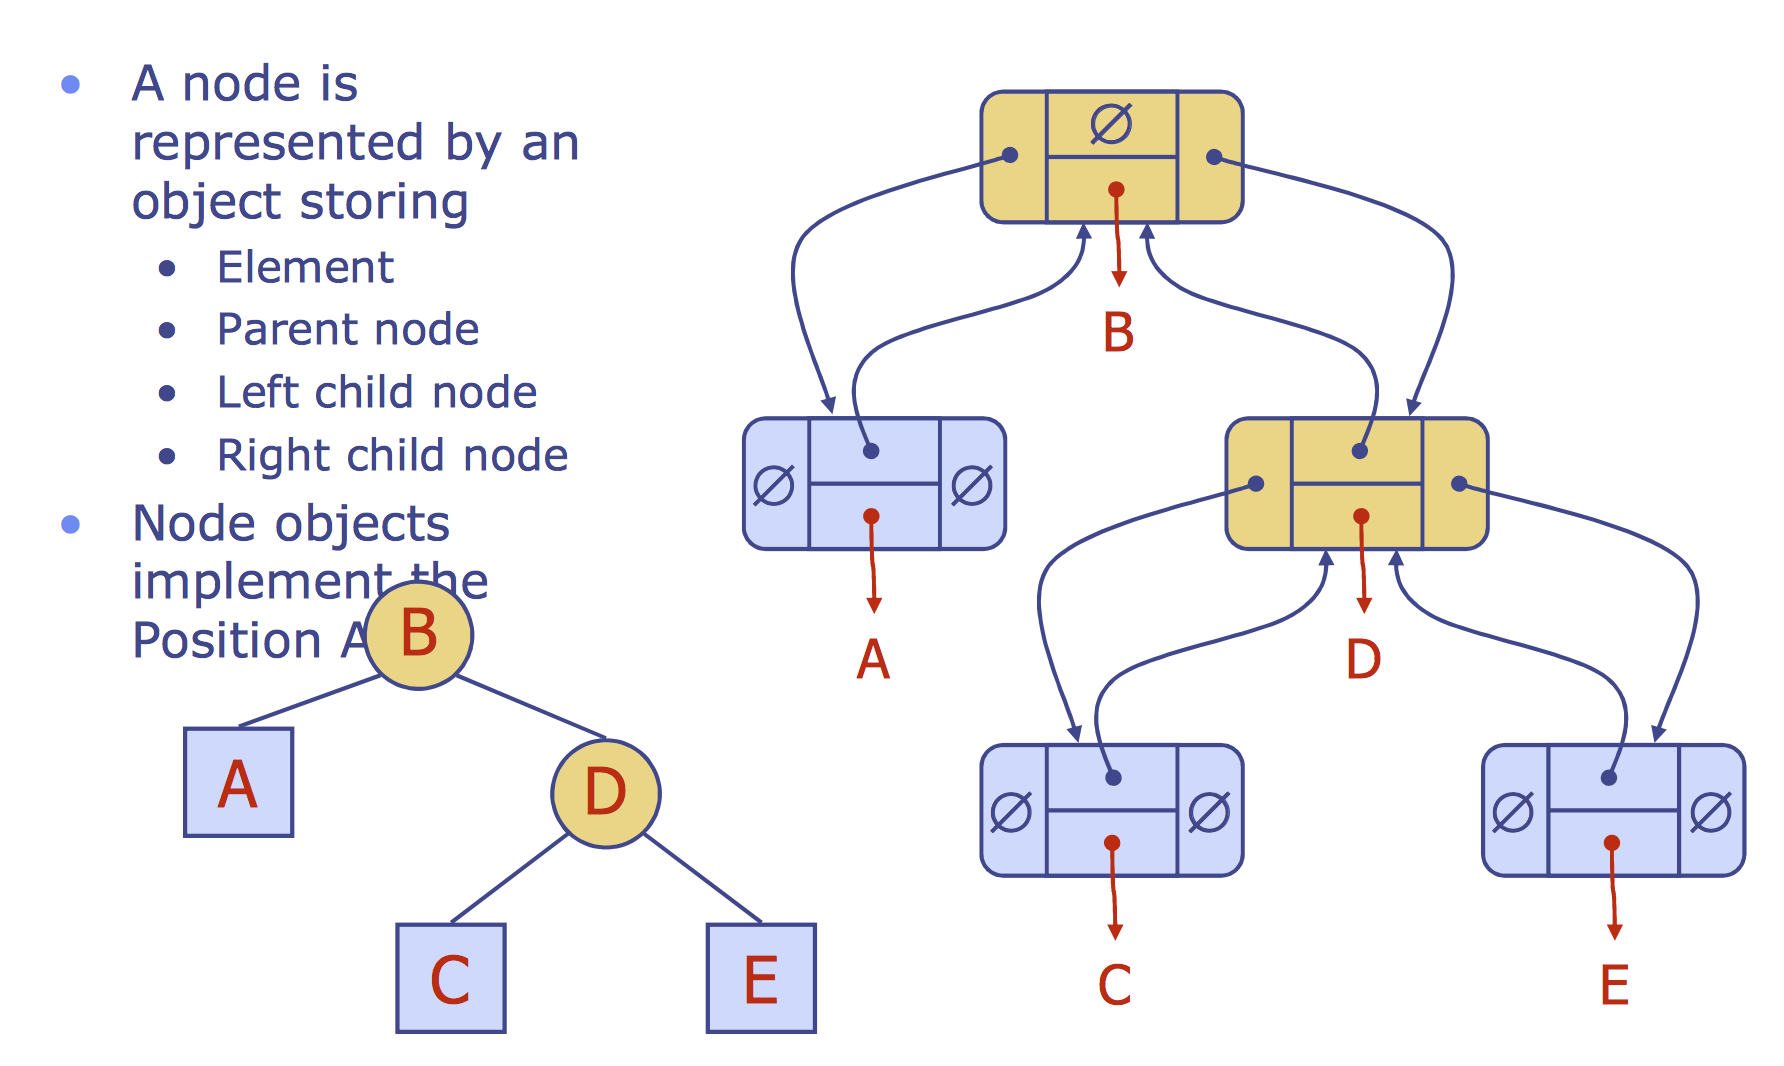 A node is
represented by an
object storing
Element
Parent node
Left child node
Right child node
Node objects
implement the
Position
B
A
D
C
E
∅
B
∅
∅
A
D
∅
∅
∅
∅
C
E